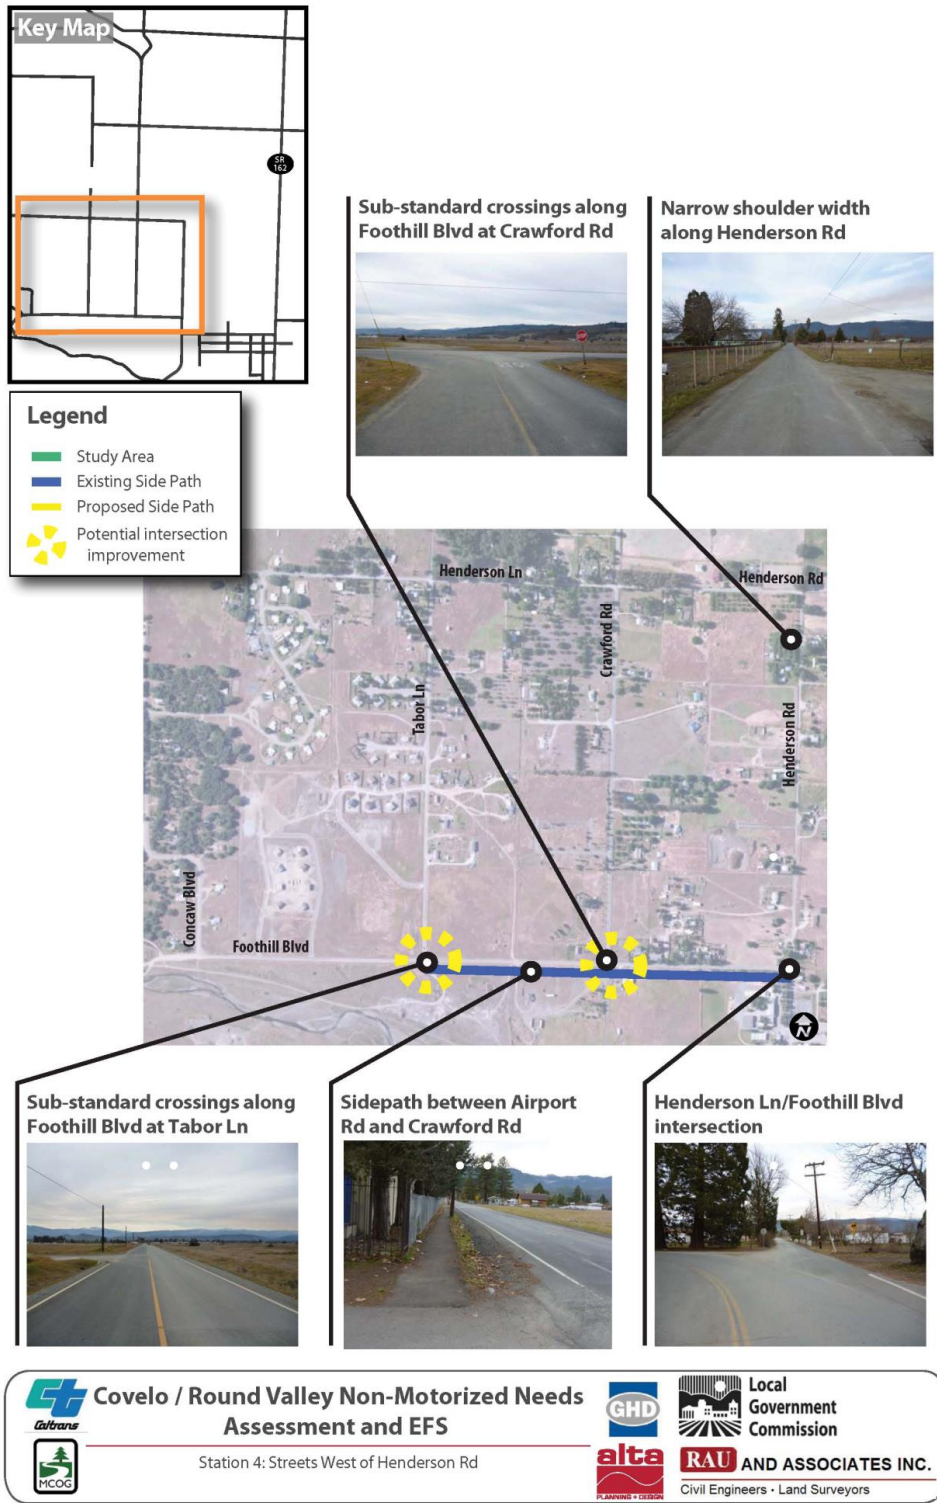 Key Map
SR
162
Sub-standard crossings along
Foothill Blvd at Crawford Rd
Narrow shoulder width
along Henderson Rd
Legend
Study Area
Existing Side Path
Proposed Side Path
Potential intersection
improvement
Henderson Ln
Henderson Rd
Crawford Rd
Tabor Ln
Henderson Rd
Concaw Blvd
Foothill Blvd
N
Sub-standard crossings along
Foothill Blvd at Tabor Ln
Sidepath between Airport
Rd and Crawford Rd
Henderson Ln/Foothill Blvd
intersection
Caltrans
MCOG
Covelo / Round Valley Non-Motorized Needs
Assessment and EFS
Station 4: Streets West of Henderson Rd
GHD
alta
PLANNING + DESIGN
Local
Government
Commission
RAU AND ASSOCIATES INC.
Civil Engineers · Land Surveyors